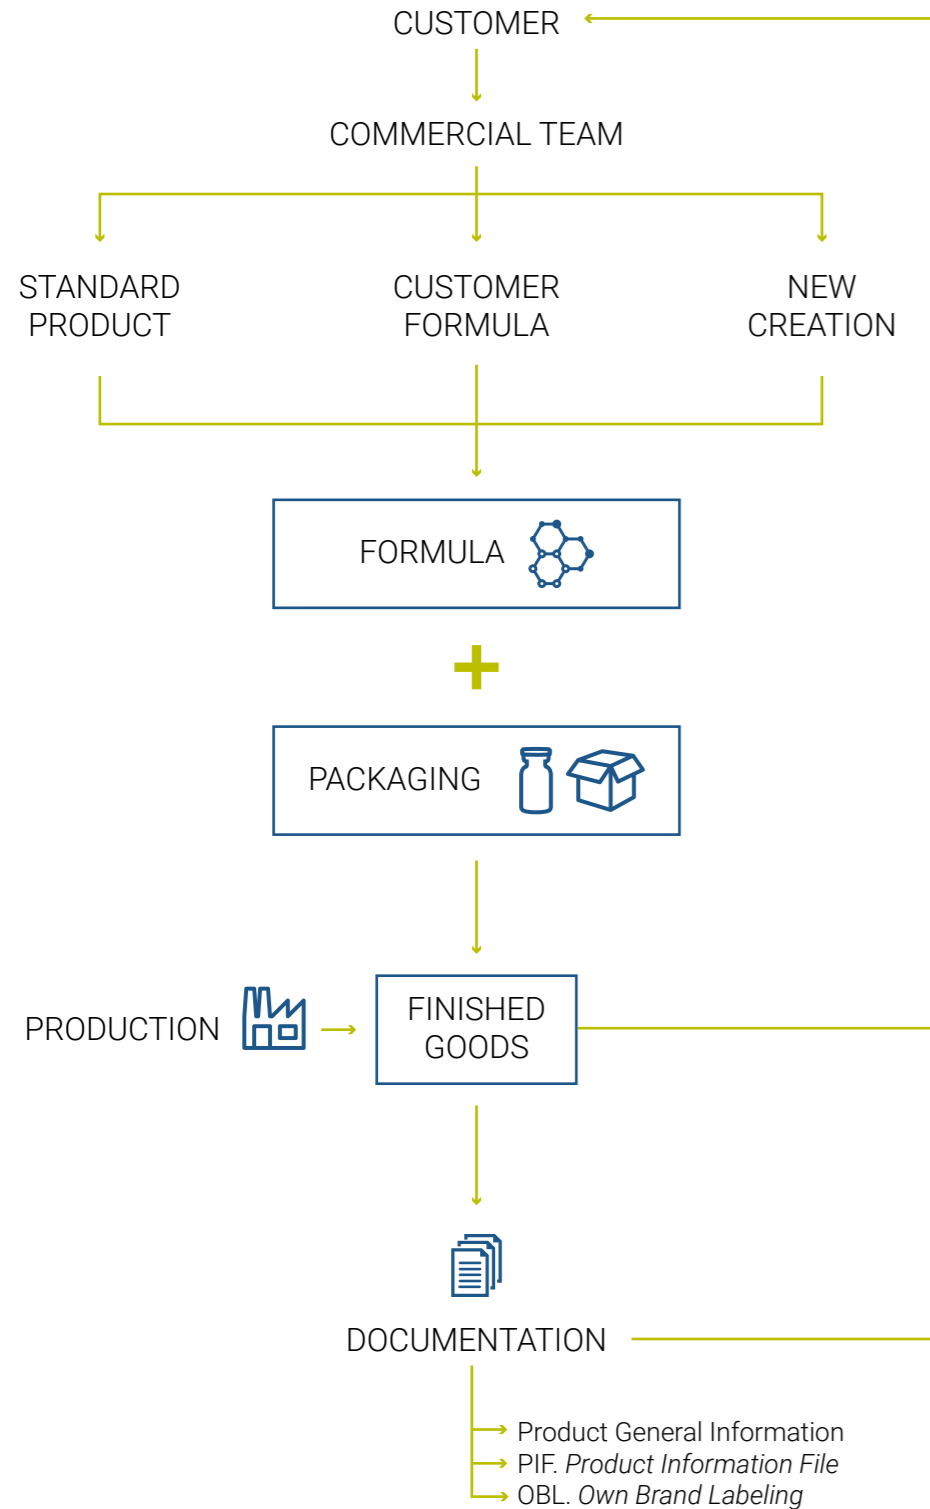 CUSTOMER
COMMERCIAL TEAM
STANDARD
PRODUCT
CUSTOMER
FORMULA
NEW
CREATION
FORMULA
PACKAGING
PRODUCTION
FINISHED
GOODS
DOCUMENTATION
Product General Information
PIF. Product Information File
OBL. Own Brand Labeling